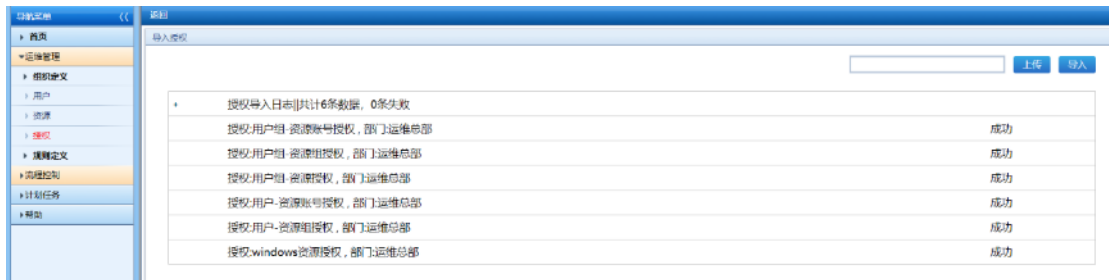 导航菜单
返回
首页
导入授权
运维管理
上传 导入
组织定义
用户
资源
授权
规则定义
流程控制
计划任务
帮助
授权导入日志||共计6条数据，0条失败
授权:用户组-资源账号授权，部门:运维总部 成功
授权:用户组-资源组授权，部门:运维总部 成功
授权:用户组-资源授权，部门:运维总部 成功
授权:用户-资源账号授权，部门:运维总部 成功
授权:用户-资源组授权，部门:运维总部 成功
授权:windows资源授权，部门:运维总部 成功